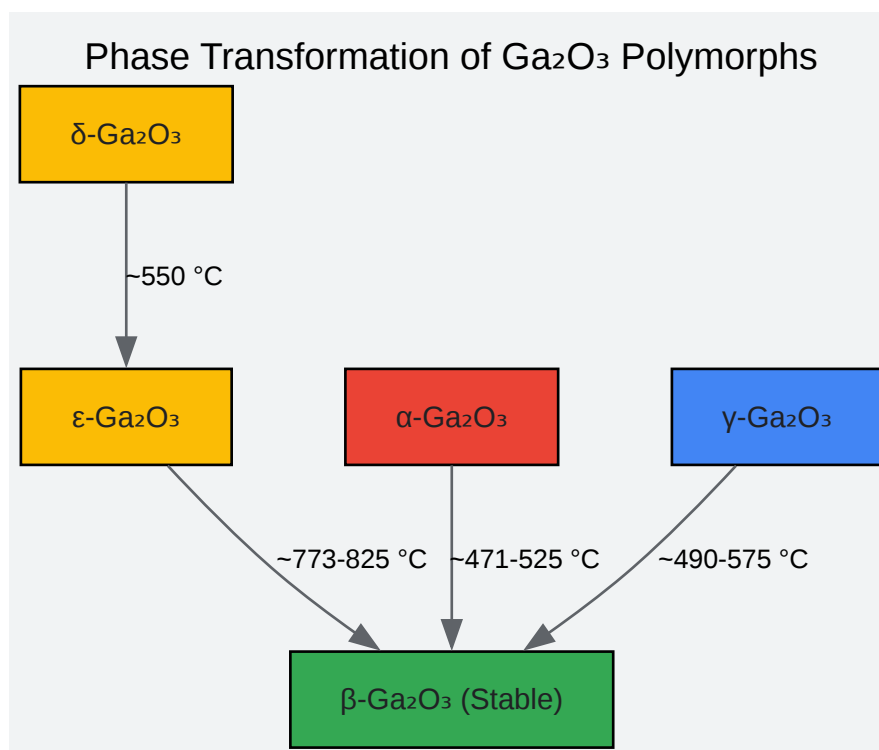 Phase Transformation of Ga₂O₃ Polymorphs
δ-Ga₂O₃
~550 °C
ε-Ga₂O₃
α-Ga₂O₃
γ-Ga₂O₃
~773-825 °C
~471-525 °C
~490-575 °C
β-Ga₂O₃ (Stable)